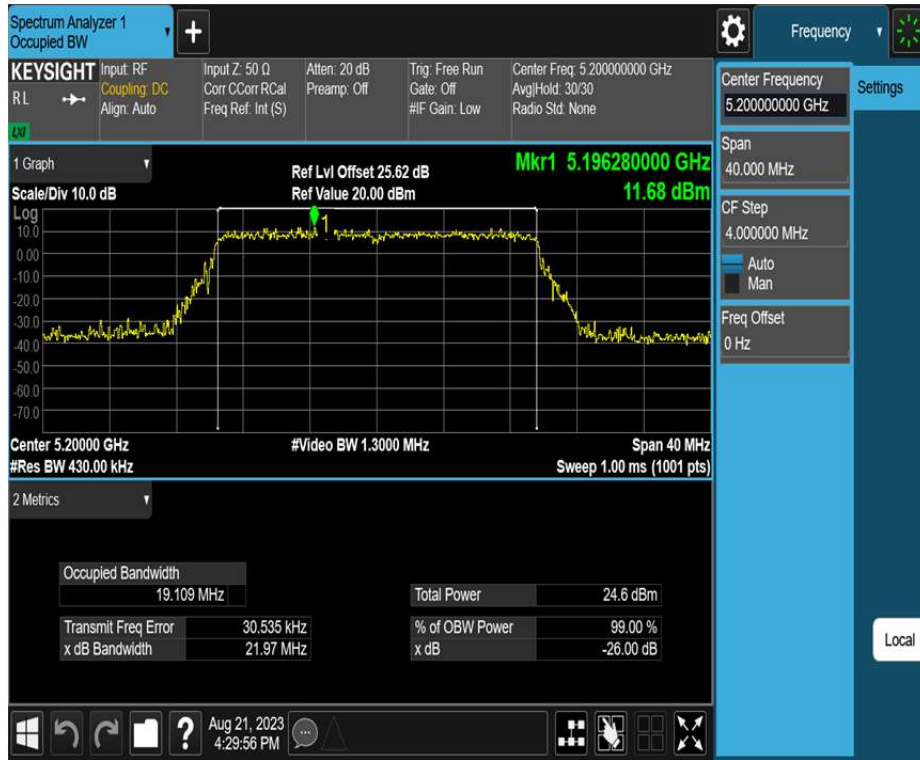 Spectrum Analyzer 1
Occupied BW
+
Frequency
KEYSIGHT
RL
LXI
Input: RF
Coupling: DC
Align: Auto
Input Z: 50 Ω
Corr CCorr RCal
Freq Ref: Int (S)
Atten: 20 dB
Preamp: Off
Trig: Free Run
Gate: Off
#IF Gain: Low
Center Freq: 5.200000000 GHz
Avg|Hold: 30/30
Radio Std: None
Center Frequency
5.200000000 GHz
Settings
Span
40.000 MHz
CF Step
4.000000 MHz
Auto
Man
Freq Offset
0 Hz
Local
1 Graph
Scale/Div 10.0 dB
Ref Lvl Offset 25.62 dB
Ref Value 20.00 dBm
Mkr1 5.196280000 GHz
11.68 dBm
Log
10.0
0.00
-10.0
-20.0
-30.0
-40.0
-50.0
-60.0
-70.0
1
Center 5.20000 GHz
#Video BW 1.3000 MHz
Span 40 MHz
#Res BW 430.00 kHz
Sweep 1.00 ms (1001 pts)
2 Metrics
Occupied Bandwidth
19.109 MHz
Total Power 24.6 dBm
Transmit Freq Error 30.535 kHz
% of OBW Power 99.00 %
x dB Bandwidth 21.97 MHz
x dB -26.00 dB
?
Aug 21, 2023
4:29:56 PM